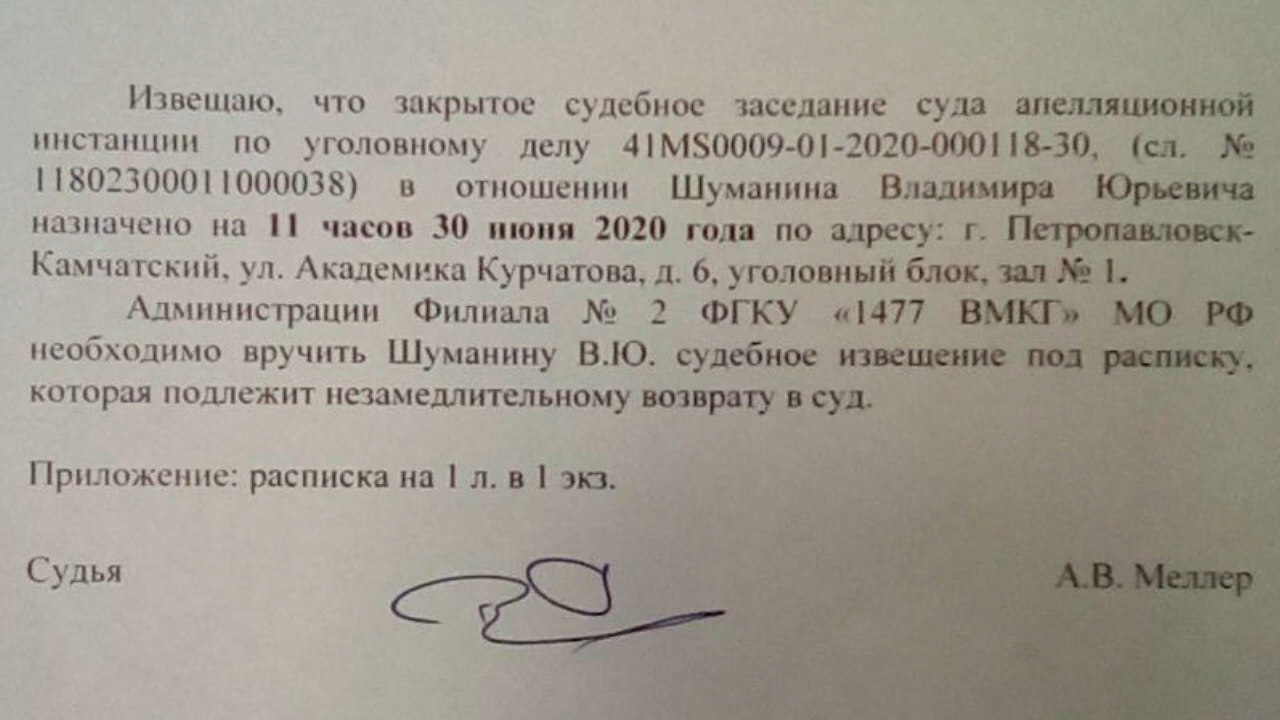 Извещаю, что закрытое судебное заседание суда апелляционной
инстанции по уголовному делу 41MS0009-01-2020-000118-30, (сл. №
11802300011000038) в отношении Шуманина Владимира Юрьевича
назначено на 11 часов 30 июня 2020 года по адресу: г. Петропавловск-
Камчатский, ул. Академика Курчатова, д. 6, уголовный блок, зал № 1.
Администрации Филиала № 2 ФГКУ «1477 ВМКГ» МО РФ
необходимо вручить Шуманину В.Ю. судебное извещение под расписку,
которая подлежит незамедлительному возврату в суд.
Приложение: расписка на 1 л. в 1 экз.
Судья А.В. Меллер